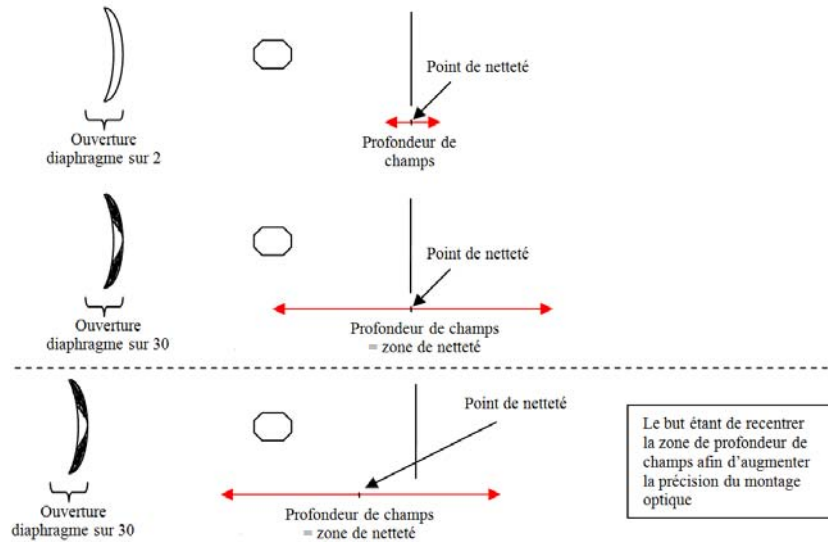 Point de netteté
Ouverture
diaphragme sur 2
Profondeur de
champs
Point de netteté
Ouverture
diaphragme sur 30
Profondeur de champs
= zone de netteté
Point de netteté
Le but étant de recentrer
la zone de profondeur de
champs afin d'augmenter
la précision du montage
optique
Ouverture
diaphragme sur 30
Profondeur de champs
= zone de netteté